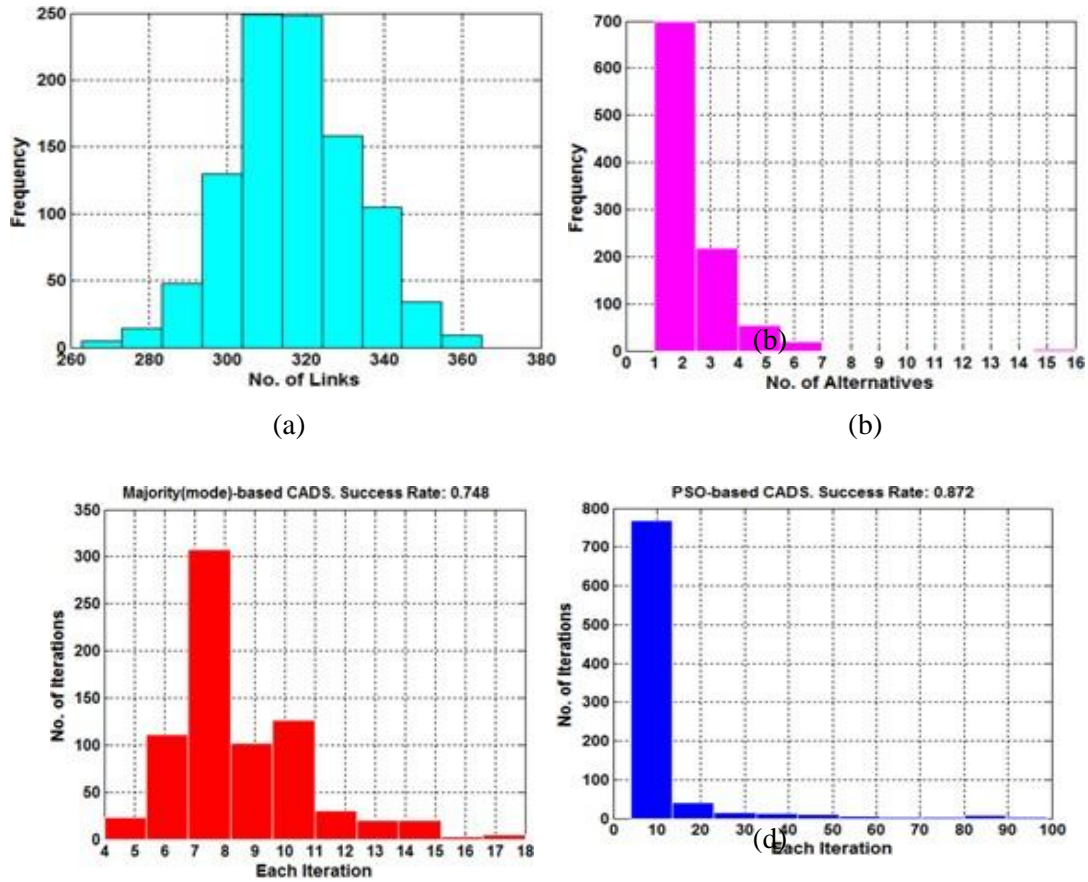 250
200
150
100
50
0
260 280 300 320 340 360 380
Frequency
No. of Links
(a)
700
600
500
400
300
200
100
0
0 1 2 3 4 5 6 7 8 9 10 11 12 13 14 15 16
Frequency
(b)
No. of Alternatives
(b)
Majority(mode)-based CADS. Success Rate: 0.748
350
300
250
200
150
100
50
0
4 5 6 7 8 9 10 11 12 13 14 15 16 17 18
No. of Iterations
Each Iteration
PSO-based CADS. Success Rate: 0.872
800
700
600
500
400
300
200
100
0
0 10 20 30 40 50 60 70 80 90 100
No. of Iterations
(d)
Each Iteration